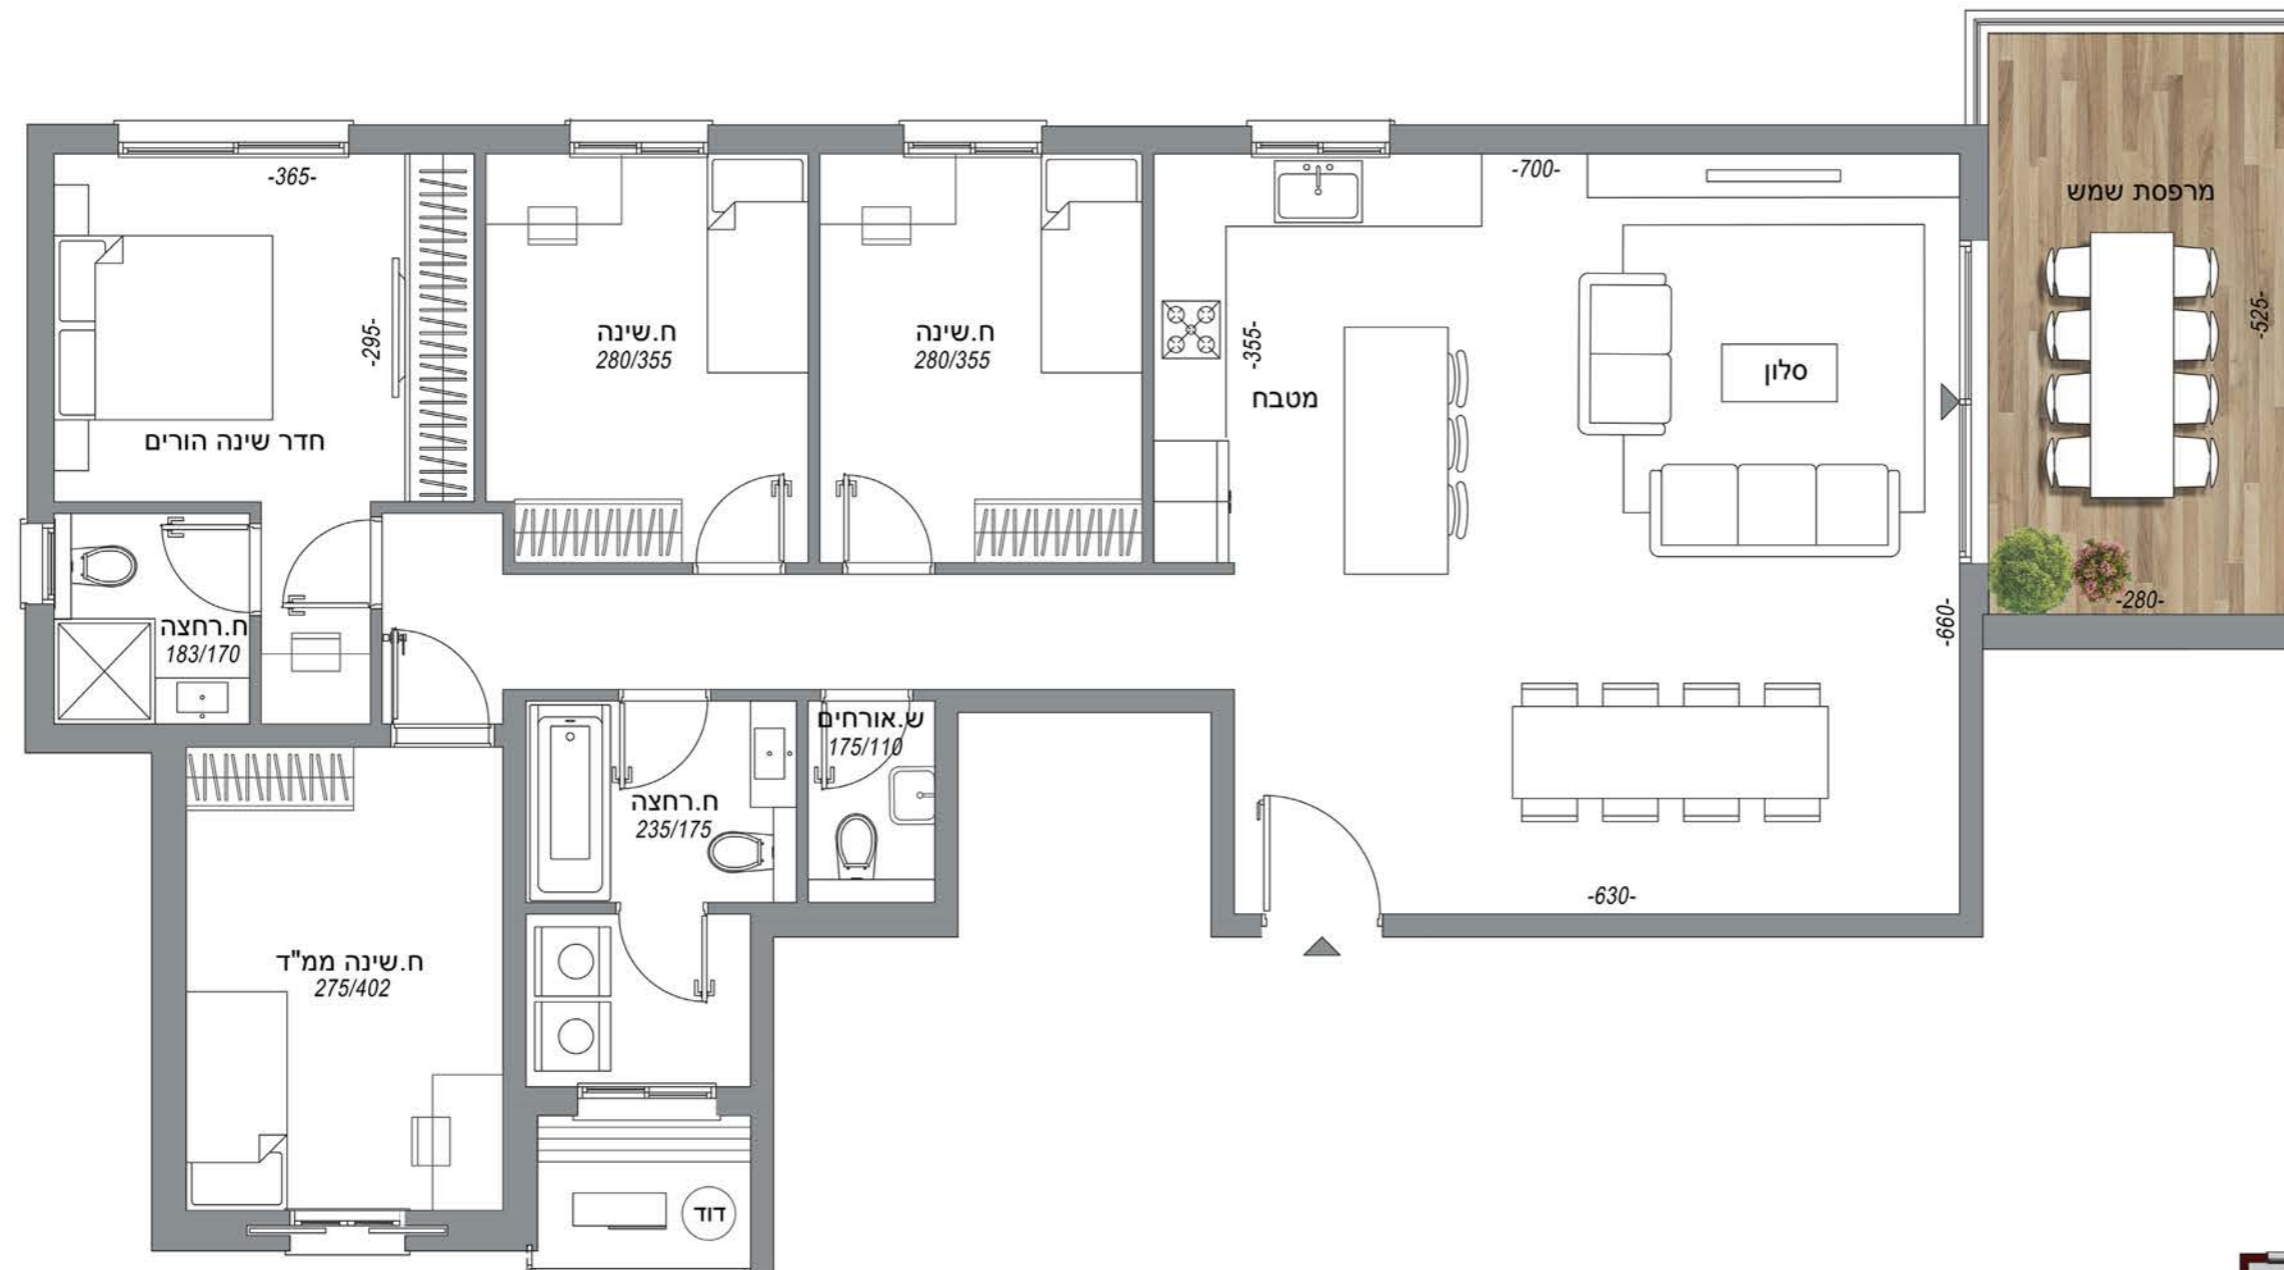 -365-
-295-
חדר שינה הורים
ח.שינה
280/355
ח.שינה
280/355
-700-
-355-
מטבח
סלון
מרפסת שמש
-525-
-280-
-660-
ח.רחצה
183/170
ח.רחצה
235/175
ש.אורחים
175/110
-630-
ח.שינה ממ"ד
275/402
דוד